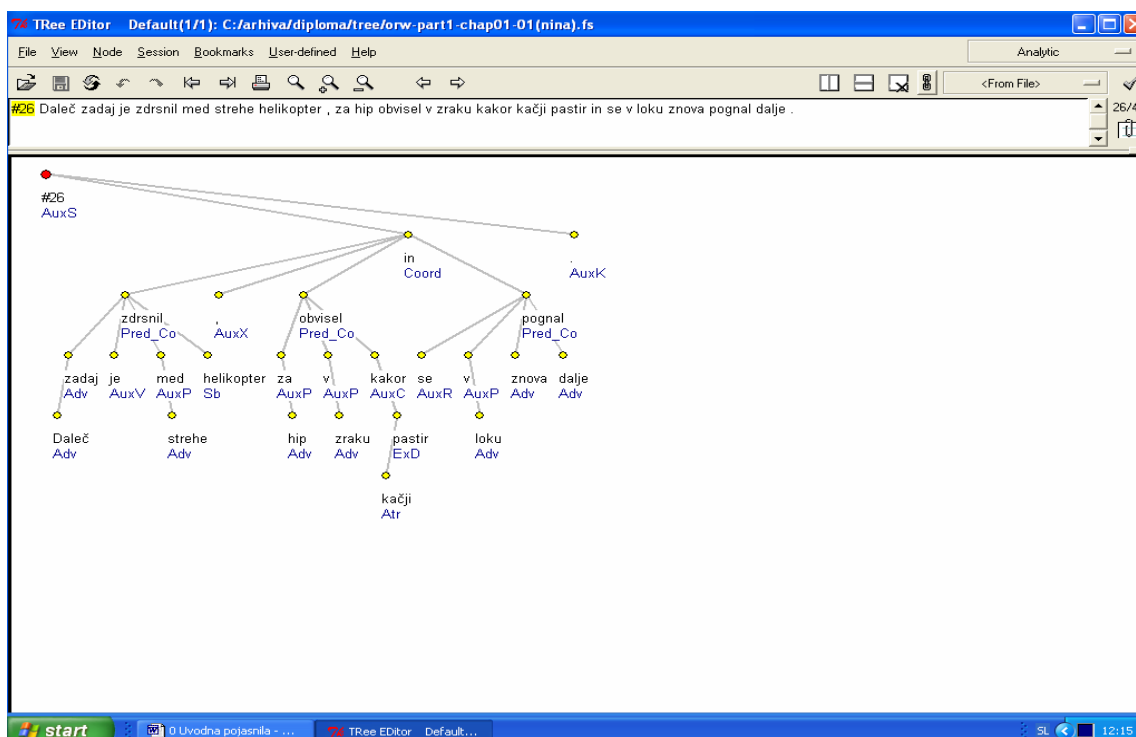 TRee EDitor Default(1/1): C:/arhiva/diploma/tree/orw-part1-chap01-01(nina).fs
File View Node Session Bookmarks User-defined Help Analytic
<From File>
#26 Daleč zadaj je zdrsnil med strehe helikopter , za hip obvisel v zraku kakor kačji pastir in se v loku znova pognal dalje .
26/4
#26
AuxS
in .
Coord AuxK
zdrsnil , obvisel pognal
Pred_Co AuxX Pred_Co Pred_Co
zadaj je med helikopter za v kakor se v znova dalje
Adv AuxV AuxP Sb AuxP AuxP AuxC AuxR AuxP Adv Adv
Daleč strehe hip zraku pastir loku
Adv Adv Adv Adv ExD Adv
kačji
Atr
start 0 Uvodna pojasnila - ... TRee EDitor Default... SL 12:15